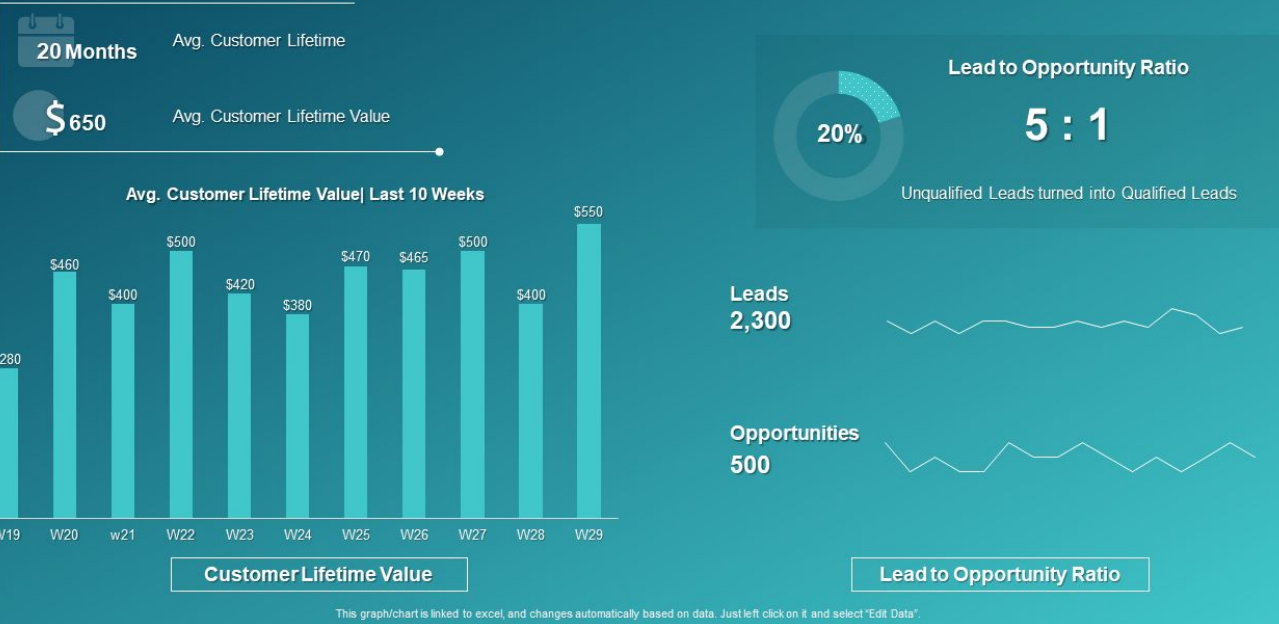 20 Months
Avg. Customer Lifetime
$ 650
Avg. Customer Lifetime Value
Avg. Customer Lifetime Value| Last 10 Weeks
280
$460
$400
$500
$420
$380
$470
$465
$500
$400
$550
W19 W20 w21 W22 W23 W24 W25 W26 W27 W28 W29
Customer Lifetime Value
Lead to Opportunity Ratio
20%
5 : 1
Unqualified Leads turned into Qualified Leads
Leads
2,300
Opportunities
500
Lead to Opportunity Ratio
This graph/chart is linked to excel, and changes automatically based on data. Just left click on it and select "Edit Data".